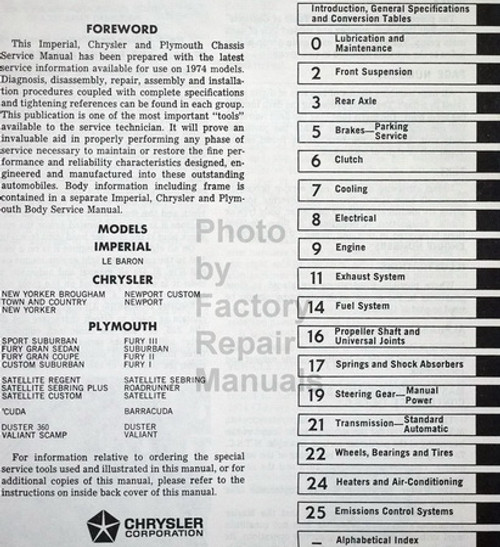 FOREWORD
This Imperial, Chrysler and Plymouth Chassis
Service Manual has been prepared with the latest
service information available for use on 1974 models.
Diagnosis, disassembly, repair, assembly and installa-
tion procedures coupled with complete specifications
and tightening references can be found in each group.
This publication is one of the most important "tools"
available to the service technician. It will prove an
invaluable aid in properly performing any phase of
service necessary to maintain or restore the fine per-
formance and reliability characteristics designed, en-
gineered and manufactured into these outstanding
automobiles. Body information including frame is
contained in a separate Imperial, Chrysler and Plym-
outh Body Service Manual.
MODELS
IMPERIAL
LE BARON
CHRYSLER
NEW YORKER BROUGHAM NEWPORT CUSTOM
TOWN AND COUNTRY NEWPORT
NEW YORKER
PLYMOUTH
SPORT SUBURBAN FURY III
FURY GRAN SEDAN SUBURBAN
FURY GRAN COUPE FURY II
CUSTOM SUBURBAN FURY I
SATELLITE REGENT SATELLITE SEBRING
SATELLITE SEBRING PLUS ROADRUNNER
SATELLITE CUSTOM SATELLITE
'CUDA BARRACUDA
DUSTER 360 DUSTER
VALIANT SCAMP VALIANT
For information relative to ordering the special
service tools used and illustrated in this manual, or for
additional copies of this manual, please refer to the
instructions on inside back cover of this manual.
CHRYSLER
CORPORATION
Introduction, General Specifications
and Conversion Tables
0 Lubrication and
Maintenance
2 Front Suspension
3 Rear Axle
5 Brakes—Parking
Service
6 Clutch
7 Cooling
8 Electrical
9 Engine
11 Exhaust System
14 Fuel System
16 Propeller Shaft and
Universal Joints
17 Springs and Shock Absorbers
19 Steering Gear—Manual
Power
21 Transmission—Standard
Automatic
22 Wheels, Bearings and Tires
24 Heaters and Air-Conditioning
25 Emissions Control Systems
– Alphabetical Index
Photo
by
Factory
Repair
Manuals